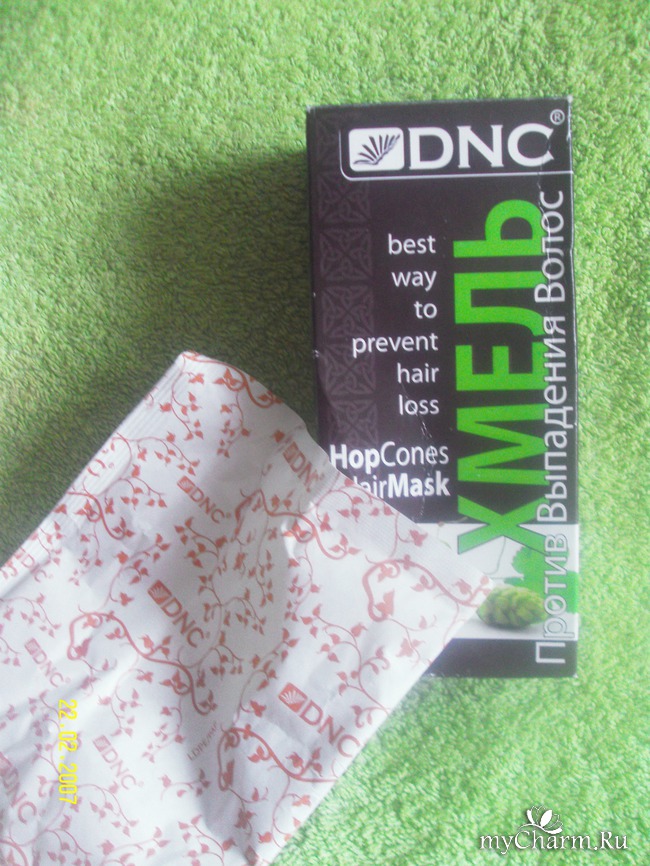 DNC®
best
way
to
prevent
hair
loss
HopCones
HairMask
ХМЕЛЬ
Против Выпадения Волос
DNC
DNC
DNC
DNC
DNC
22.02.2007
myCharm.Ru